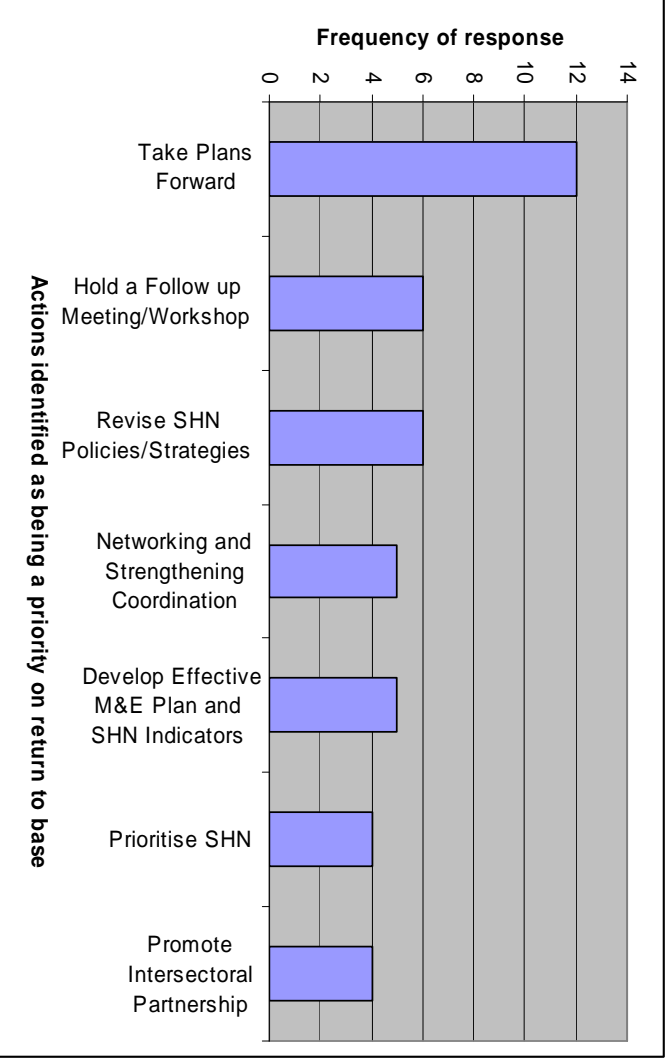 Frequency of response
0
2
4
6
8
10
12
14
Take Plans
Forward
Hold a Follow up
Meeting/Workshop
Revise SHN
Policies/Strategies
Networking and
Strengthening
Coordination
Develop Effective
M&E Plan and
SHN Indicators
Prioritise SHN
Promote
Intersectoral
Partnership
Actions identified as being a priority on return to base